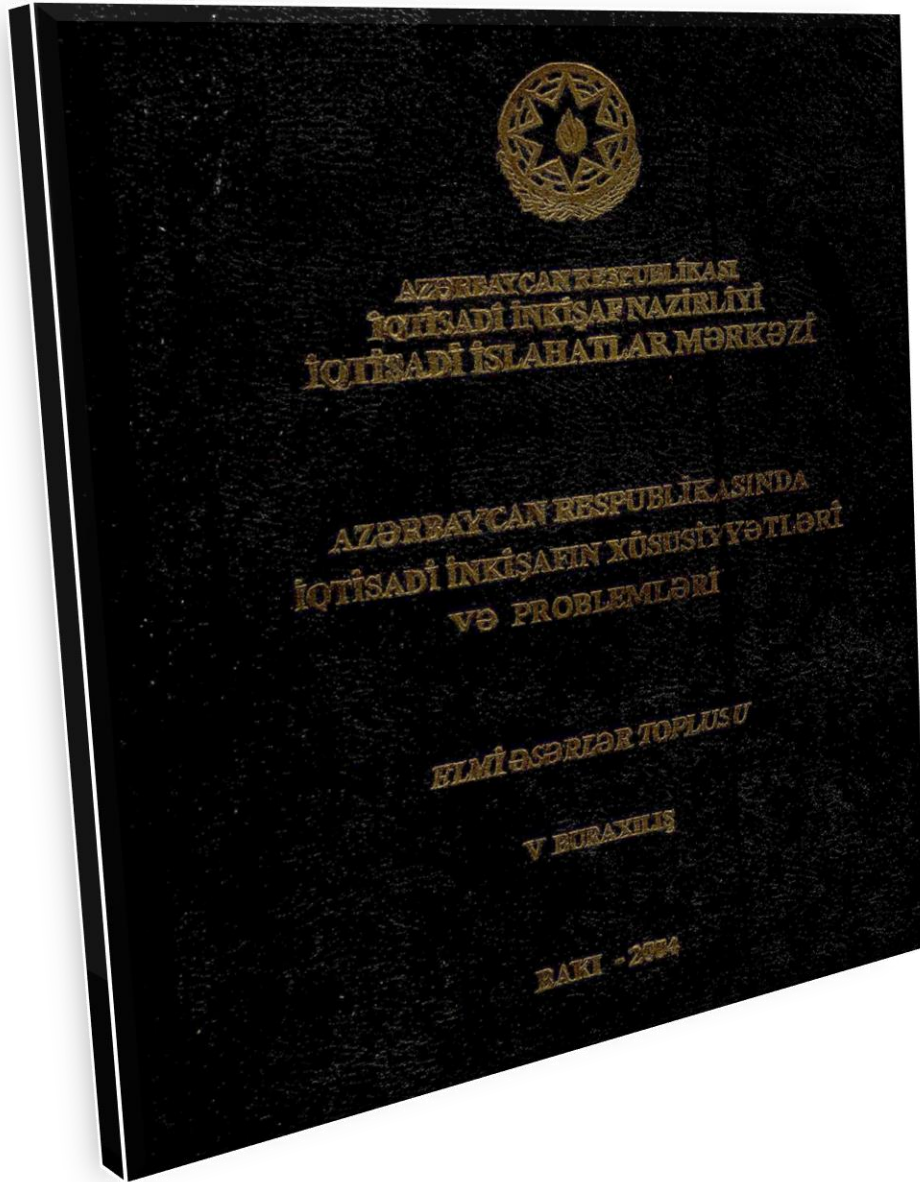 AZƏRBAYCAN RESPUBLİKASI
İQTİSADİ İNKİŞAF NAZİRLİYİ
İQTİSADİ İSLAHATLAR MƏRKƏZİ
AZƏRBAYCAN RESPUBLİKASINDA
İQTİSADİ İNKİŞAFIN XÜSUSİYYƏTLƏRİ
VƏ PROBLEMLƏRİ
ELMİ ƏSƏRLƏR TOPLUSU
V BURAXILIŞ
BAKI - 2004